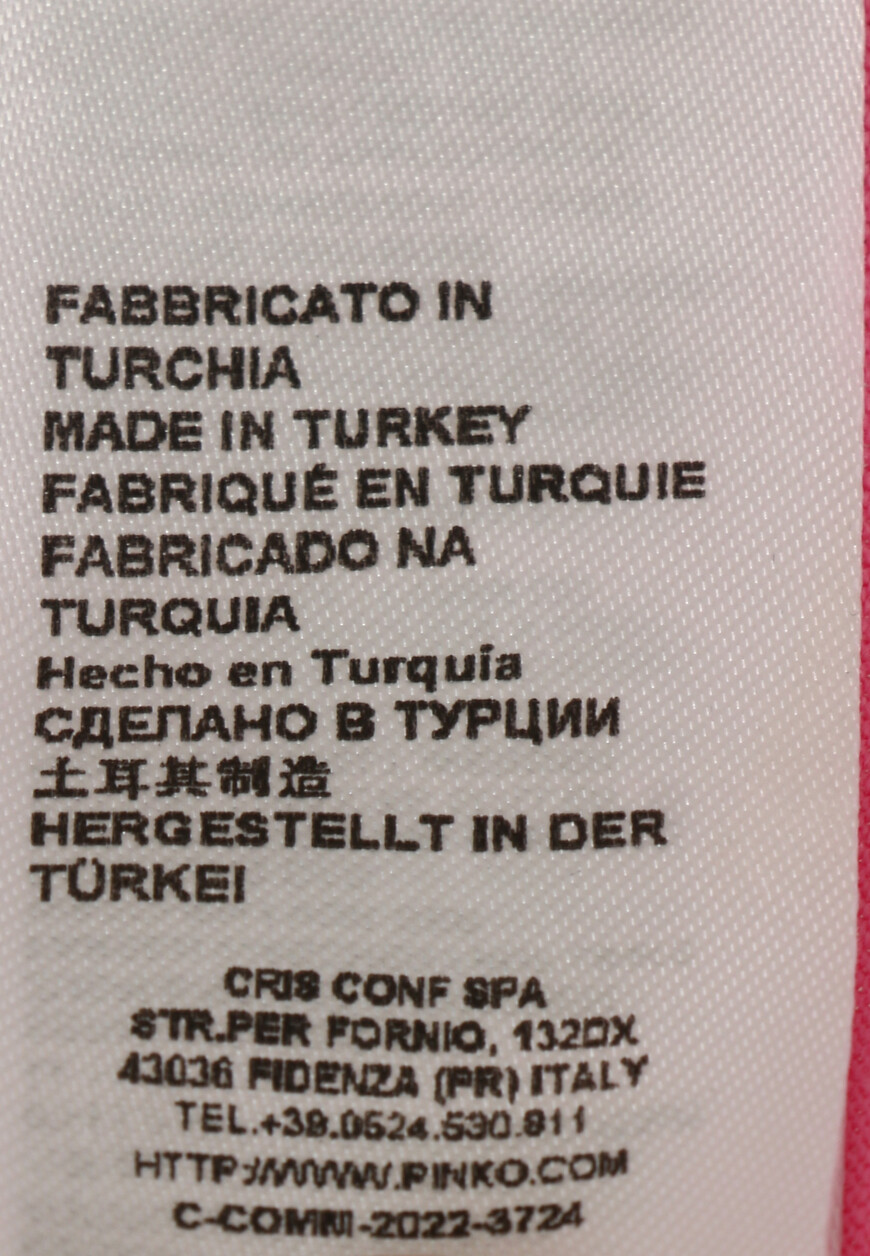 FABBRICATO IN
TURCHIA
MADE IN TURKEY
FABRIQUÉ EN TURQUIE
FABRICADO NA
TURQUIA
Hecho en Turquía
СДЕЛАНО В ТУРЦИИ
土耳其制造
HERGESTELLT IN DER
TÜRKEI
CRIS CONF SPA
STR.PER FORNIO, 132DX
43036 FIDENZA (PR) ITALY
TEL.+39.0524.530.811
HTTP://WWW.PINKO.COM
C-COMNI-2022-3724